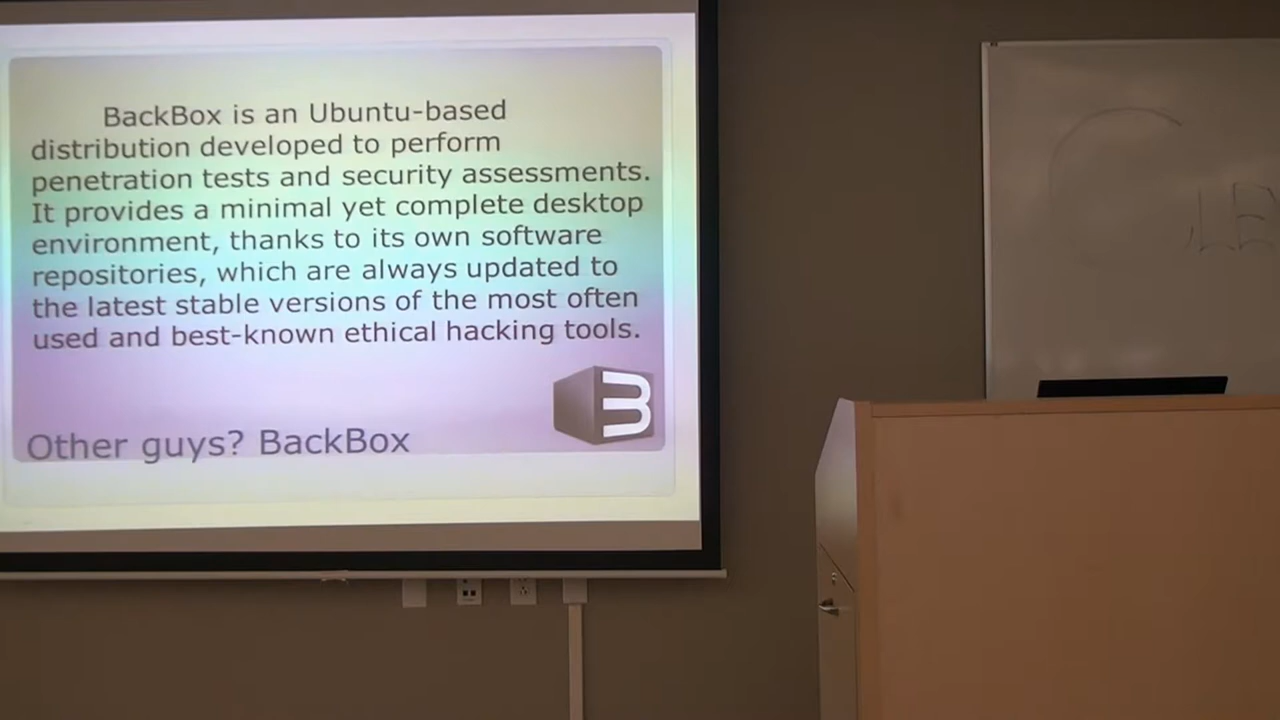 BackBox is an Ubuntu-based
distribution developed to perform
penetration tests and security assessments.
It provides a minimal yet complete desktop
environment, thanks to its own software
repositories, which are always updated to
the latest stable versions of the most often
used and best-known ethical hacking tools.
Other guys? BackBox